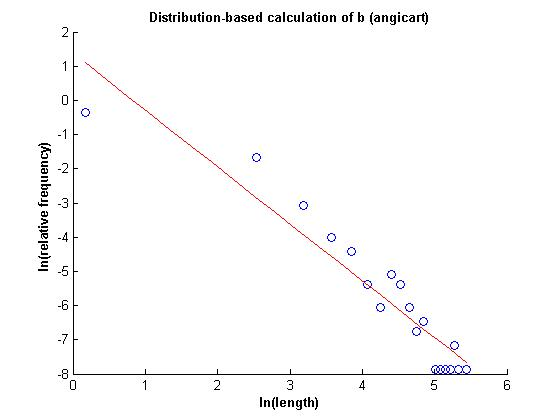 Distribution-based calculation of b (angicart)
2
1
0
-1
-2
-3
-4
-5
-6
-7
-8
ln(relative frequency)
0 1 2 3 4 5 6
ln(length)